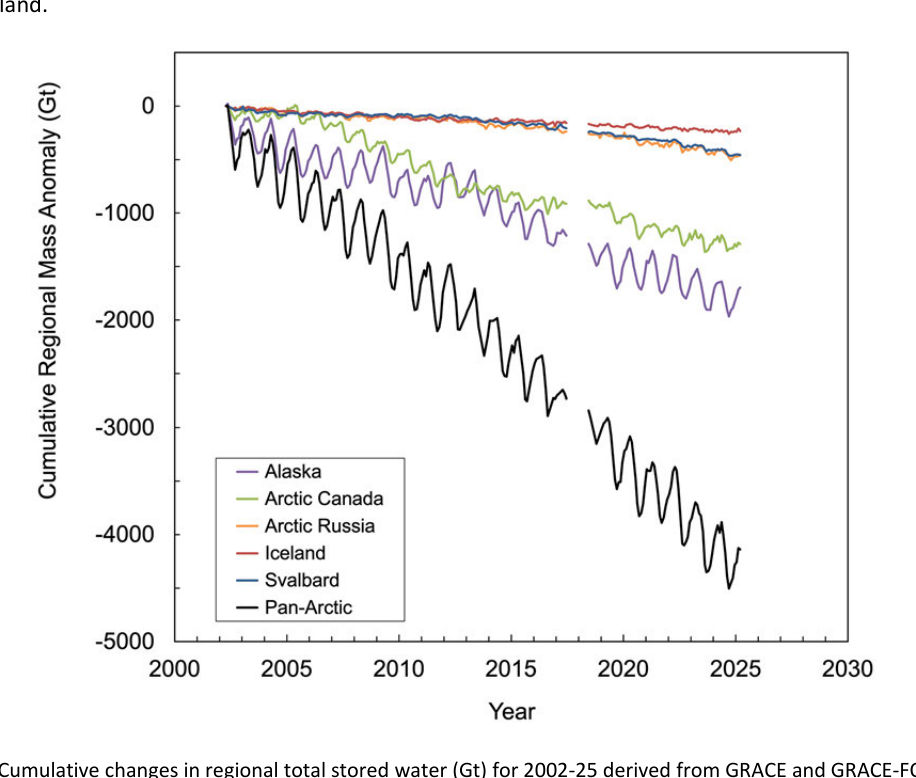 land.
Cumulative Regional Mass Anomaly (Gt)
0
-1000
-2000
-3000
-4000
-5000
Alaska
Arctic Canada
Arctic Russia
Iceland
Svalbard
Pan-Arctic
2000 2005 2010 2015 2020 2025 2030
Year
Cumulative changes in regional total stored water (Gt) for 2002-25 derived from GRACE and GRACE-Fo